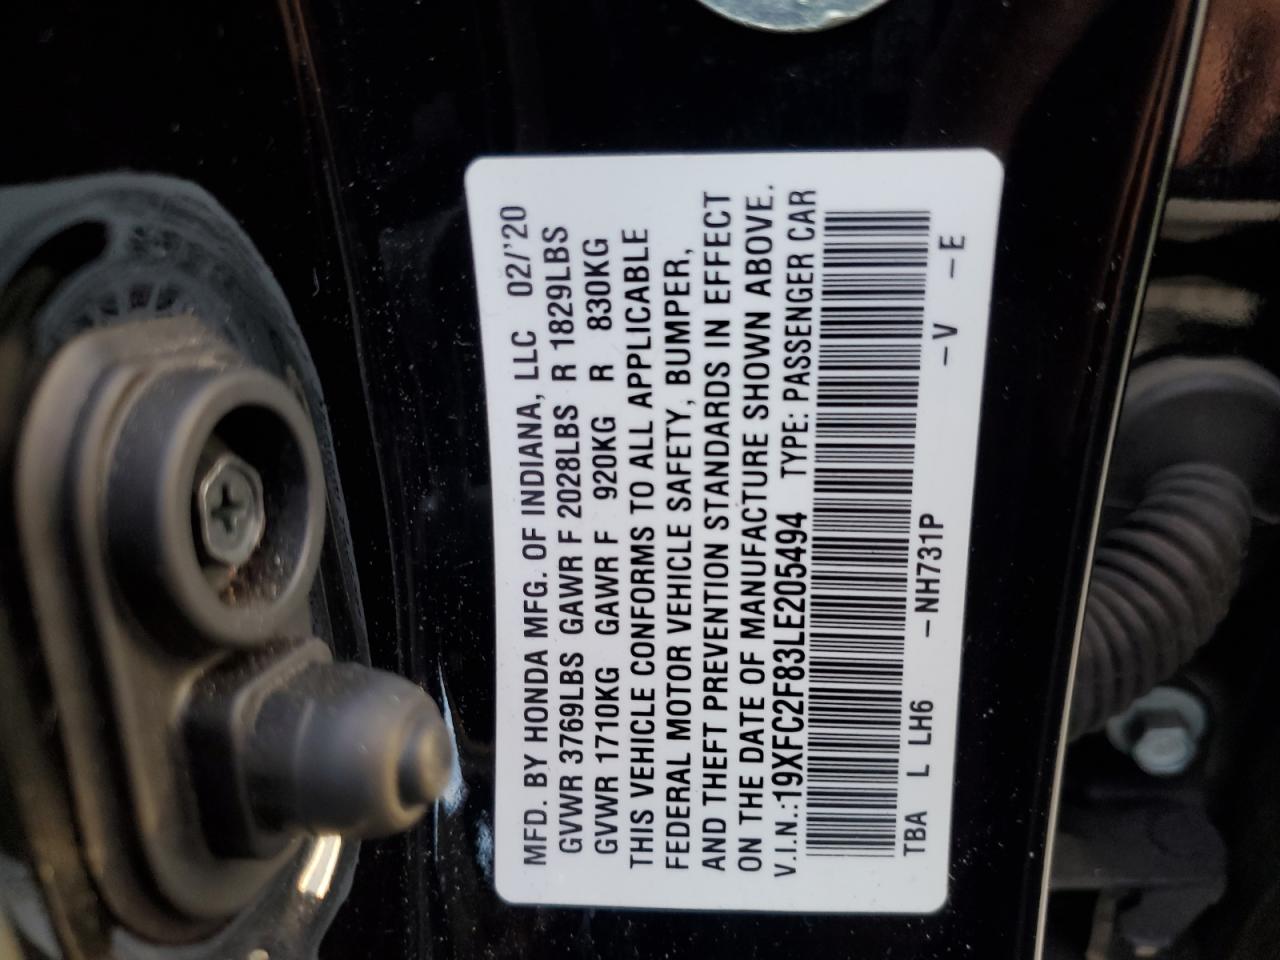 MFD. BY HONDA MFG. OF INDIANA, LLC 02/'20
GVWR 3769LBS GAWR F 2028LBS R 1829LBS
GVWR 1710KG GAWR F 920KG R 830KG
THIS VEHICLE CONFORMS TO ALL APPLICABLE
FEDERAL MOTOR VEHICLE SAFETY, BUMPER,
AND THEFT PREVENTION STANDARDS IN EFFECT
ON THE DATE OF MANUFACTURE SHOWN ABOVE.
V.I.N.:19XFC2F83LE205494 TYPE: PASSENGER CAR
TBA L LH6 –NH731P –V –E